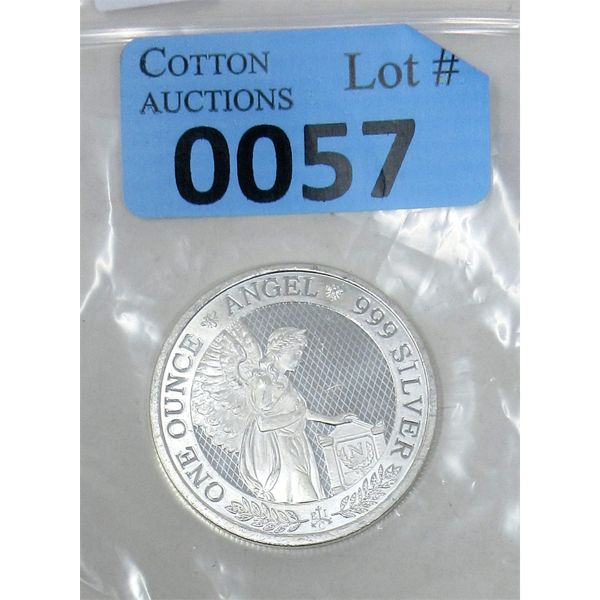 COTTON
AUCTIONS
Lot #
0057
ONE OUNCE * ANGEL * 999 SILVER
N